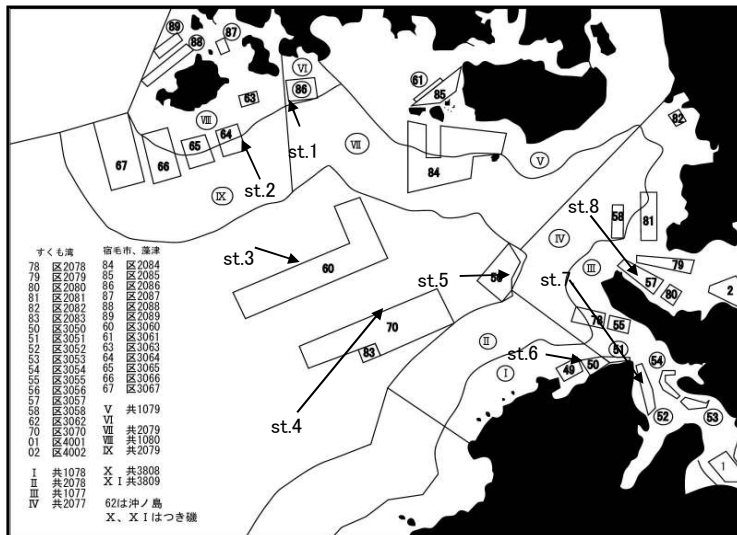 89
87
88
Ⅵ
86
61
85
63
st.1
82
Ⅷ
64
Ⅶ
65
67
66
st.2
Ⅴ
84
Ⅸ
st.8
58
81
Ⅳ
すくも湾 宿毛市、藻津
78 区2078 84 区2084
79 区2079 85 区2085
80 区2080 86 区2086
81 区2081 87 区2087
82 区2082 88 区2088
83 区2083 89 区2089
50 区3050 60 区3060
51 区3051 61 区3061
52 区3052 63 区3063
53 区3053 64 区3064
54 区3054 65 区3065
55 区3055 66 区3066
56 区3056 67 区3067
57 区3057
58 区3058 Ⅴ 共1079
62 区3062 Ⅵ
70 区3070 Ⅶ 共2079
01 区4001 Ⅷ 共1080
02 区4002 Ⅸ 共2079
Ⅰ 共1078 Ⅹ 共3808
Ⅱ 共2078 ⅩⅠ 共3809
Ⅲ 共1077
Ⅳ 共2077 62は沖ノ島
Ⅹ、ⅩⅠはつき磯
st.3
60
st.5
st.7
Ⅲ
79
57
80
2
70
78
55
Ⅱ
83
st.6
51
54
Ⅰ
49
50
st.4
52
53
1